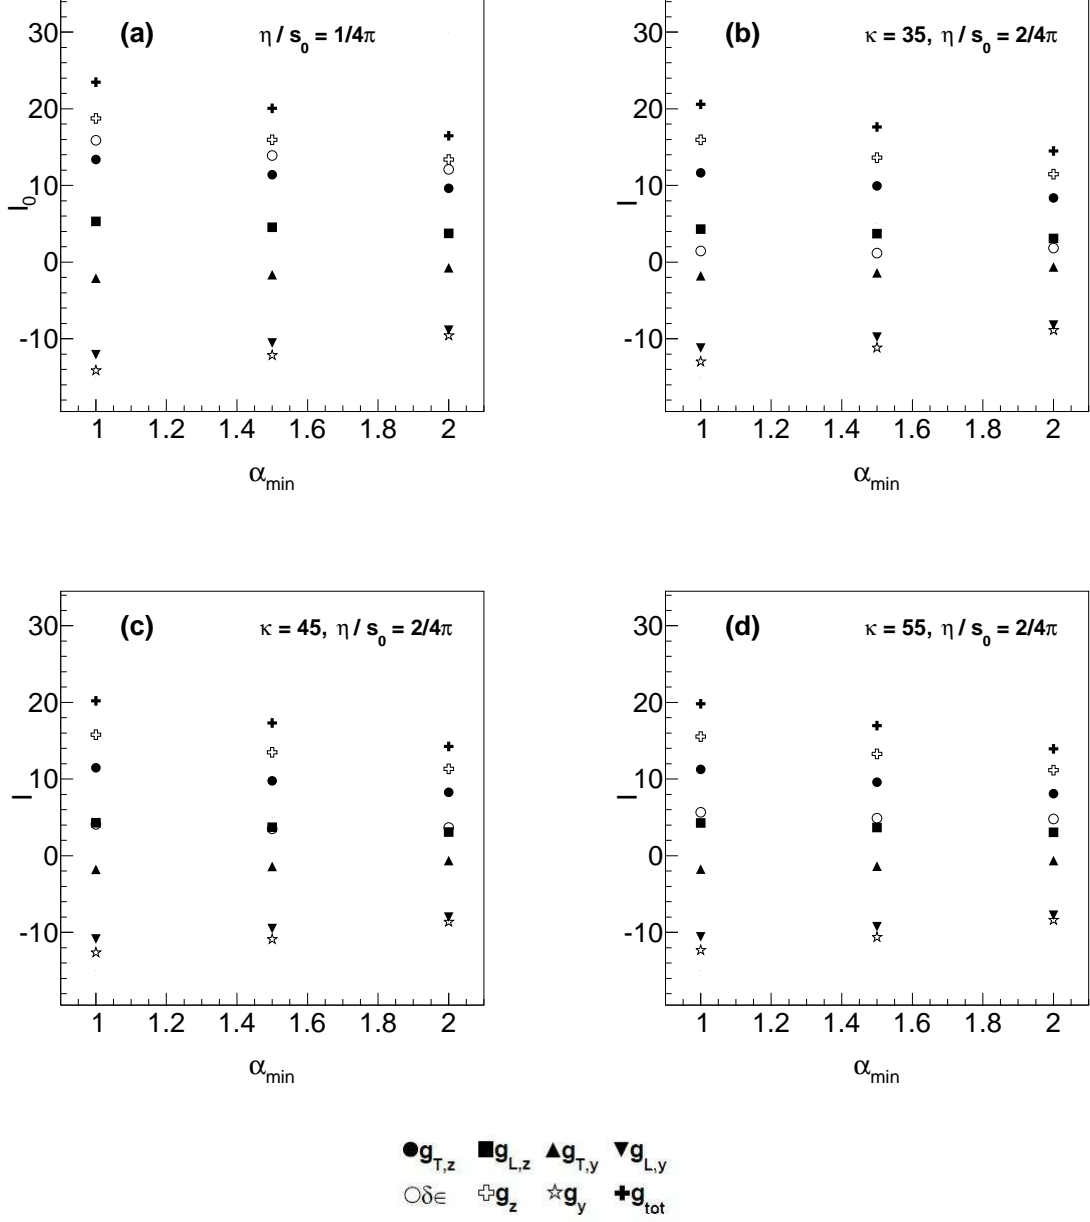 (a) η / s0 = 1/4π
30
20
10
0
-10
I0
1 1.2 1.4 1.6 1.8 2
αmin
(b) κ = 35, η / s0 = 2/4π
30
20
10
0
-10
I
1 1.2 1.4 1.6 1.8 2
αmin
(c) κ = 45, η / s0 = 2/4π
30
20
10
0
-10
I
1 1.2 1.4 1.6 1.8 2
αmin
(d) κ = 55, η / s0 = 2/4π
30
20
10
0
-10
I
1 1.2 1.4 1.6 1.8 2
αmin
gT,z gL,z gT,y gL,y
δϵ gz gy gtot